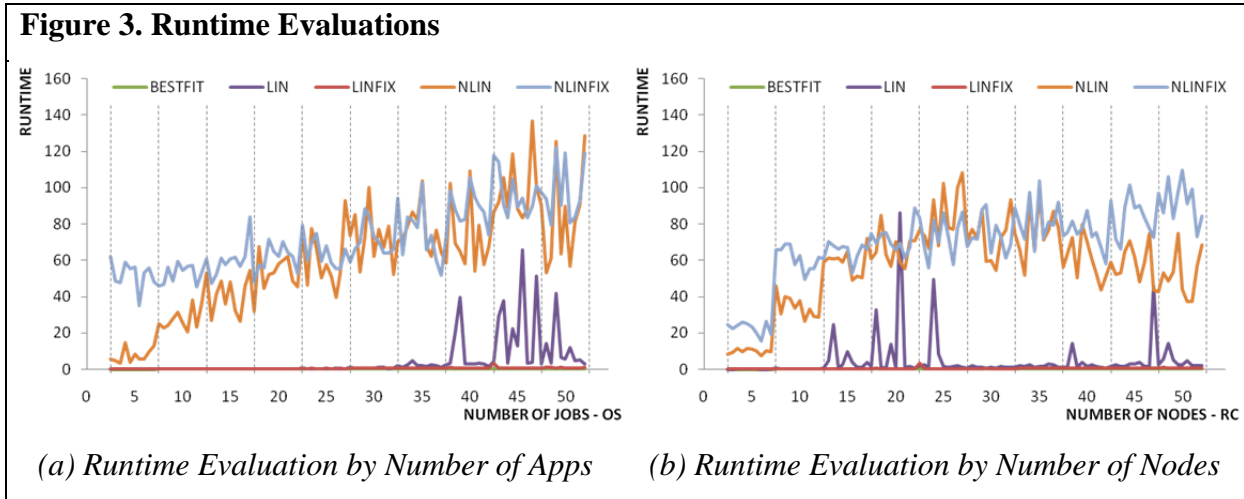 Figure 3. Runtime Evaluations
RUNTIME
160
140
120
100
80
60
40
20
0
BESTFIT LIN LINFIX NLIN NLINFIX
0 5 10 15 20 25 30 35 40 45 50
NUMBER OF JOBS - OS
(a) Runtime Evaluation by Number of Apps
RUNTIME
160
140
120
100
80
60
40
20
0
BESTFIT LIN LINFIX NLIN NLINFIX
0 5 10 15 20 25 30 35 40 45 50
NUMBER OF NODES - RC
(b) Runtime Evaluation by Number of Nodes